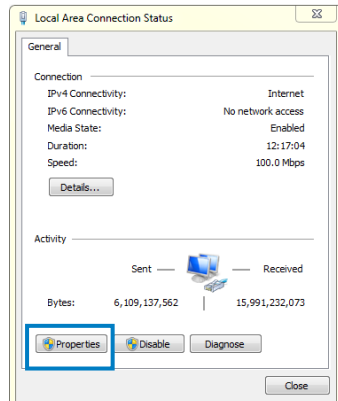 Local Area Connection Status
General
Connection
IPv4 Connectivity: Internet
IPv6 Connectivity: No network access
Media State: Enabled
Duration: 12:17:04
Speed: 100.0 Mbps
Details...
Activity
Sent Received
Bytes: 6,109,137,562 15,991,232,073
Properties Disable Diagnose
Close